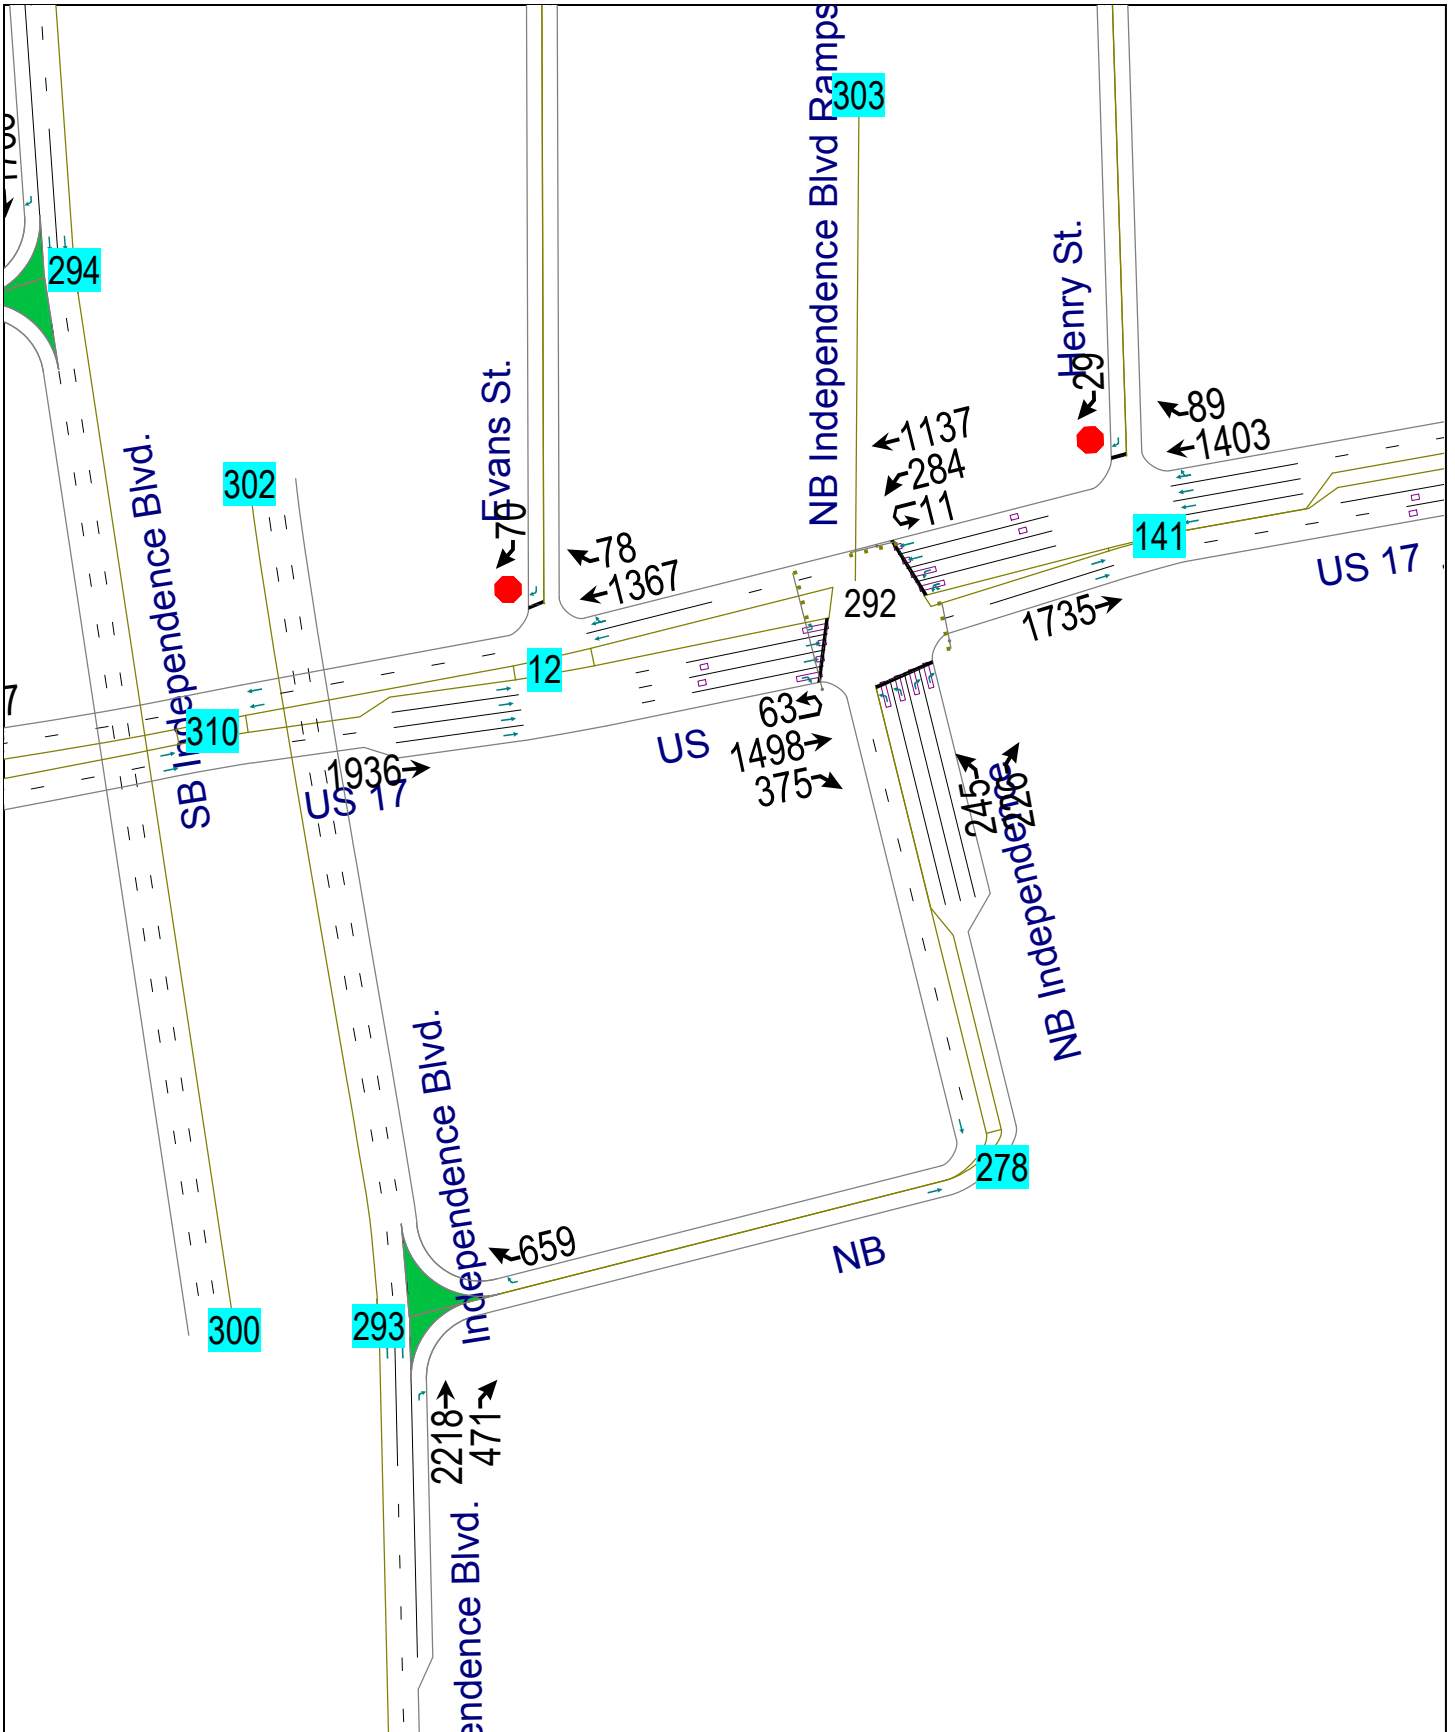 NB Independence Blvd Ramps
303
Henry St.
294
29
89
1403
1137
284
11
Evans St.
302
SB Independence Blvd.
70
78
1367
141
US 17
292
1735
12
310
63
1498
375
US
1936
US 17
245
NB Independence
Independence Blvd.
278
659
NB
300
293
2218
471
endence Blvd.
7